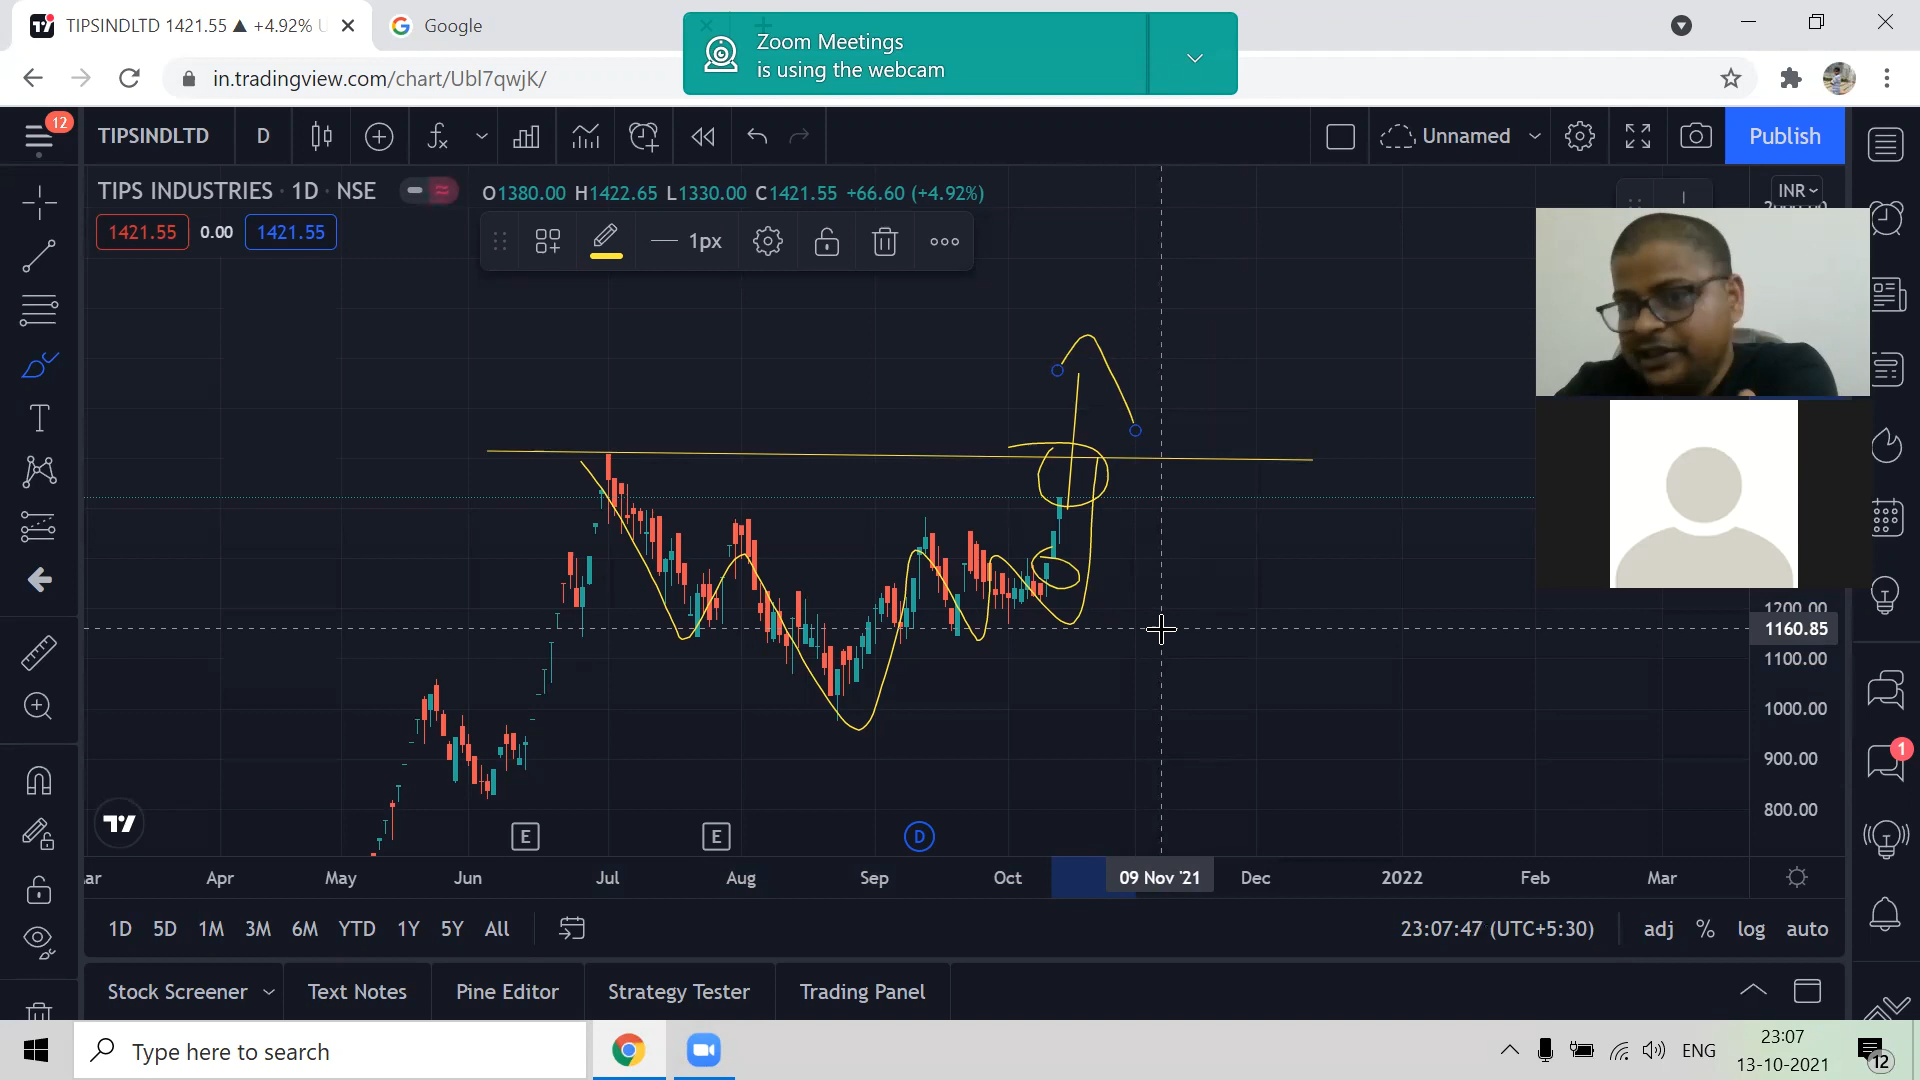 TIPSINDLTD 1421.55 ▲ +4.92% U
Google
Zoom Meetings
is using the webcam
in.tradingview.com/chart/Ubl7qwjK/
12
TIPSINDLTD D
Unnamed
Publish
TIPS INDUSTRIES · 1D · NSE
O1380.00 H1422.65 L1330.00 C1421.55 +66.60 (+4.92%)
INR
1421.55 0.00 1421.55
1px
1200.00
1160.85
1100.00
1000.00
900.00
800.00
1
E E D
ar Apr May Jun Jul Aug Sep Oct 09 Nov '21 Dec 2022 Feb Mar
1D 5D 1M 3M 6M YTD 1Y 5Y All
23:07:47 (UTC+5:30) adj % log auto
Stock Screener Text Notes Pine Editor Strategy Tester Trading Panel
Type here to search
ENG
23:07
13-10-2021
12